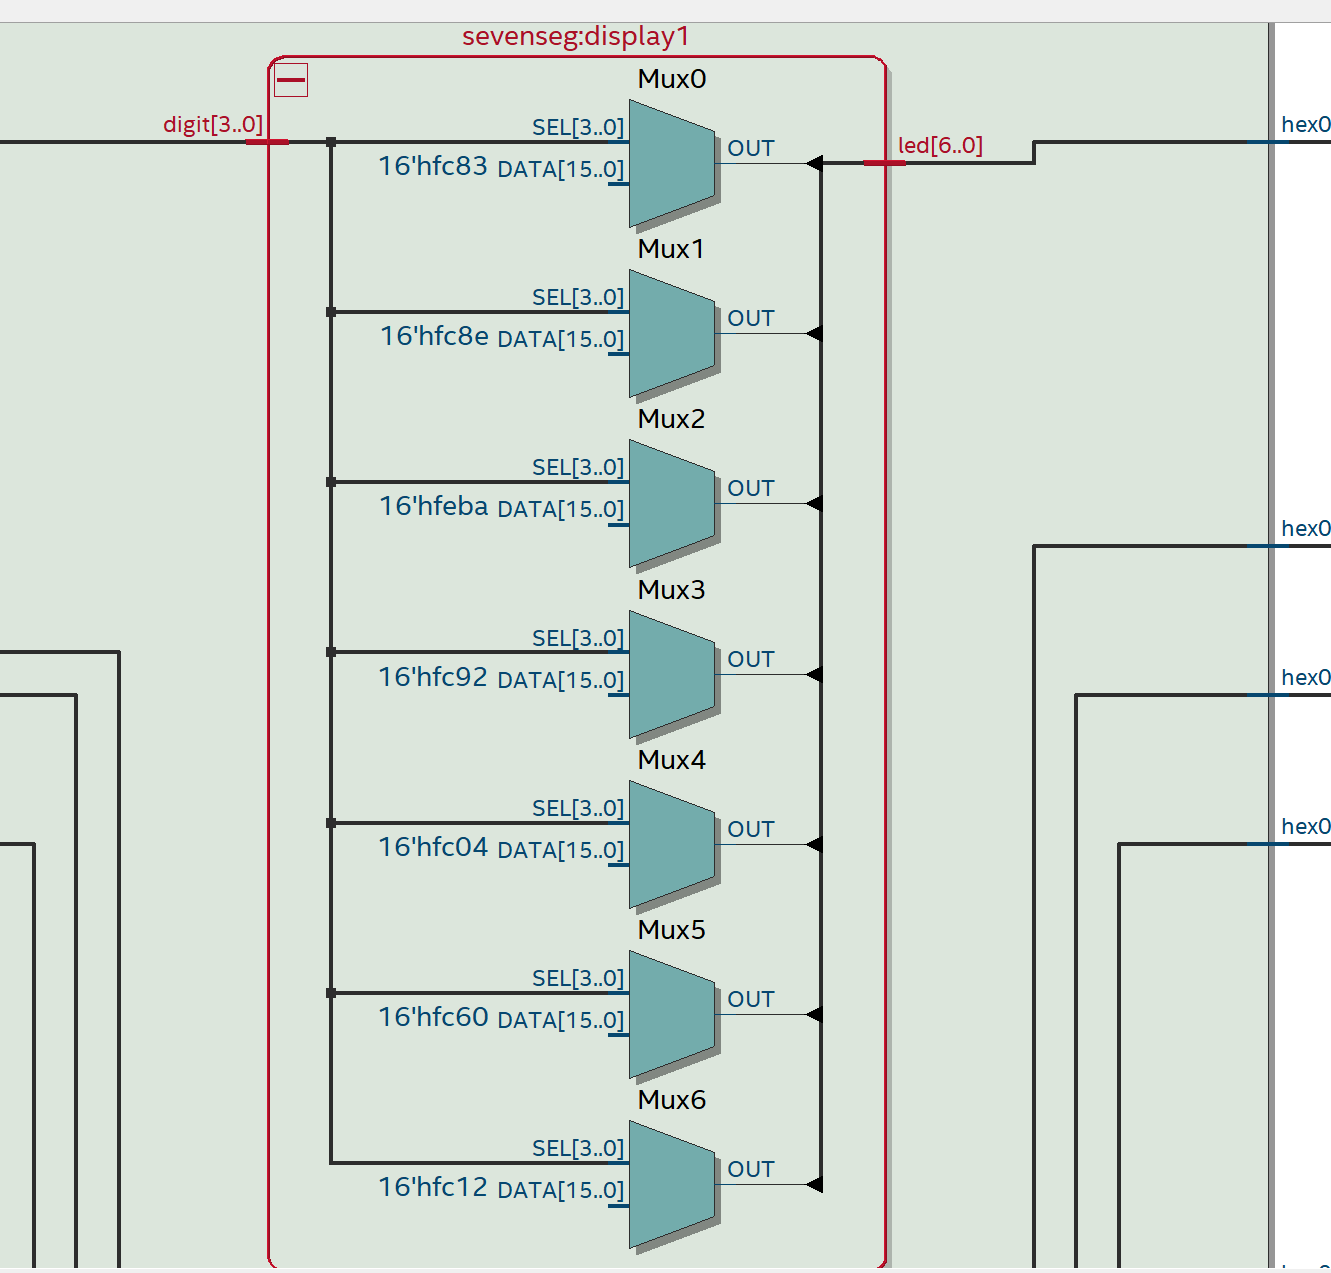 sevenseg:display1
Mux0
digit[3..0]
SEL[3..0]
16'hfc83 DATA[15..0]
OUT
led[6..0]
hex0
Mux1
SEL[3..0]
16'hfc8e DATA[15..0]
OUT
Mux2
SEL[3..0]
16'hfeba DATA[15..0]
OUT
hex0
Mux3
SEL[3..0]
16'hfc92 DATA[15..0]
OUT
hex0
Mux4
SEL[3..0]
16'hfc04 DATA[15..0]
OUT
hex0
Mux5
SEL[3..0]
16'hfc60 DATA[15..0]
OUT
Mux6
SEL[3..0]
16'hfc12 DATA[15..0]
OUT